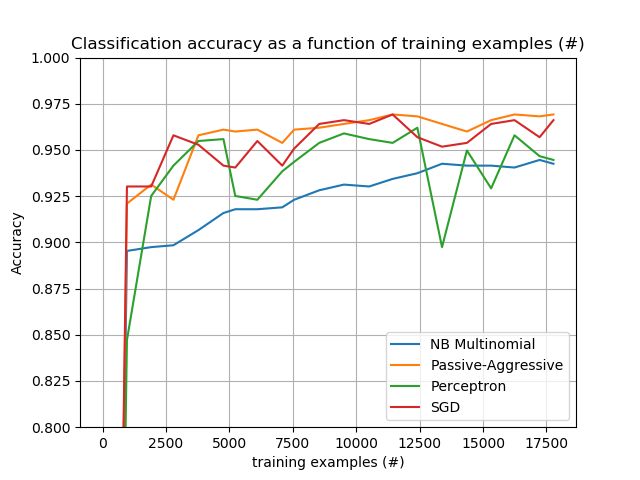 Classification accuracy as a function of training examples (#)
1.000
0.975
0.950
0.925
0.900
0.875
0.850
0.825
0.800
Accuracy
NB Multinomial
Passive-Aggressive
Perceptron
SGD
0 2500 5000 7500 10000 12500 15000 17500
training examples (#)